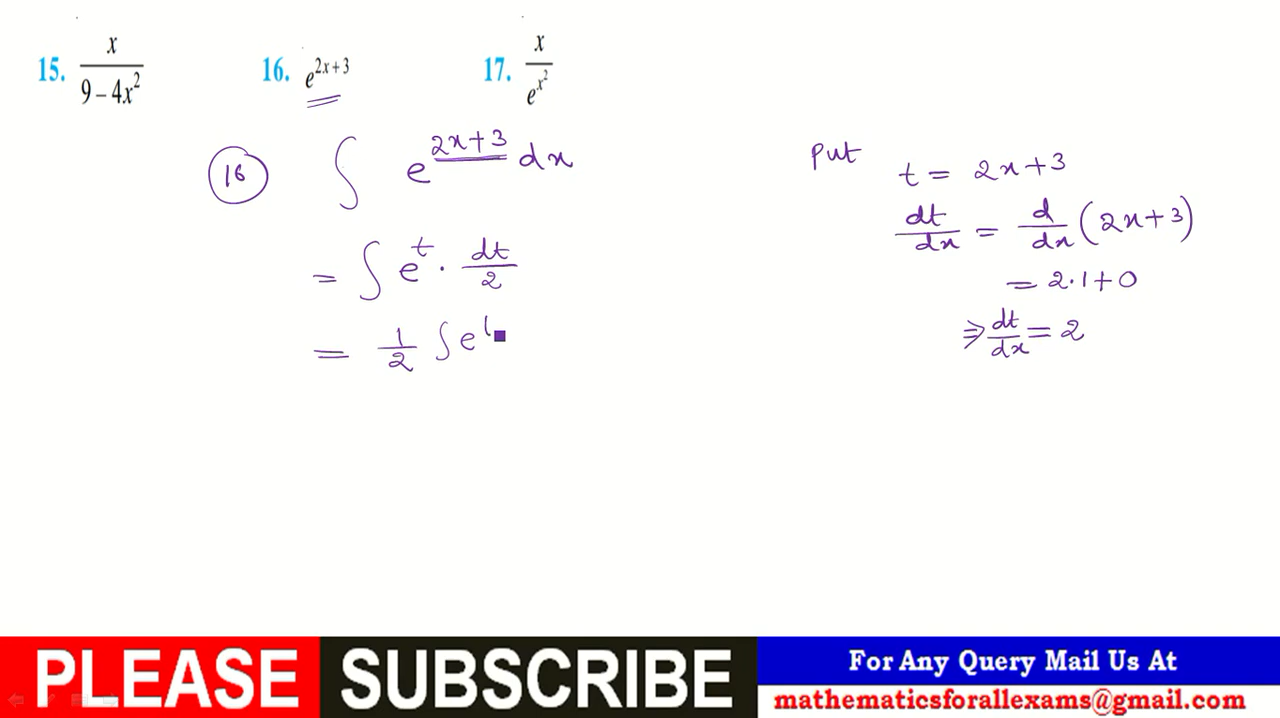 15. x/(9 – 4x²) 16. e^(2x+3) 17. x/e^(x²)
16 ∫ e^(2x+3) dx
= ∫ e^t · dt/2
= 1/2 ∫ e
Put
t = 2x+3
dt/dx = d/dx (2x+3)
= 2·1+0
⇒ dt/dx = 2
PLEASE SUBSCRIBE
For Any Query Mail Us At
mathematicsforallexams@gmail.com